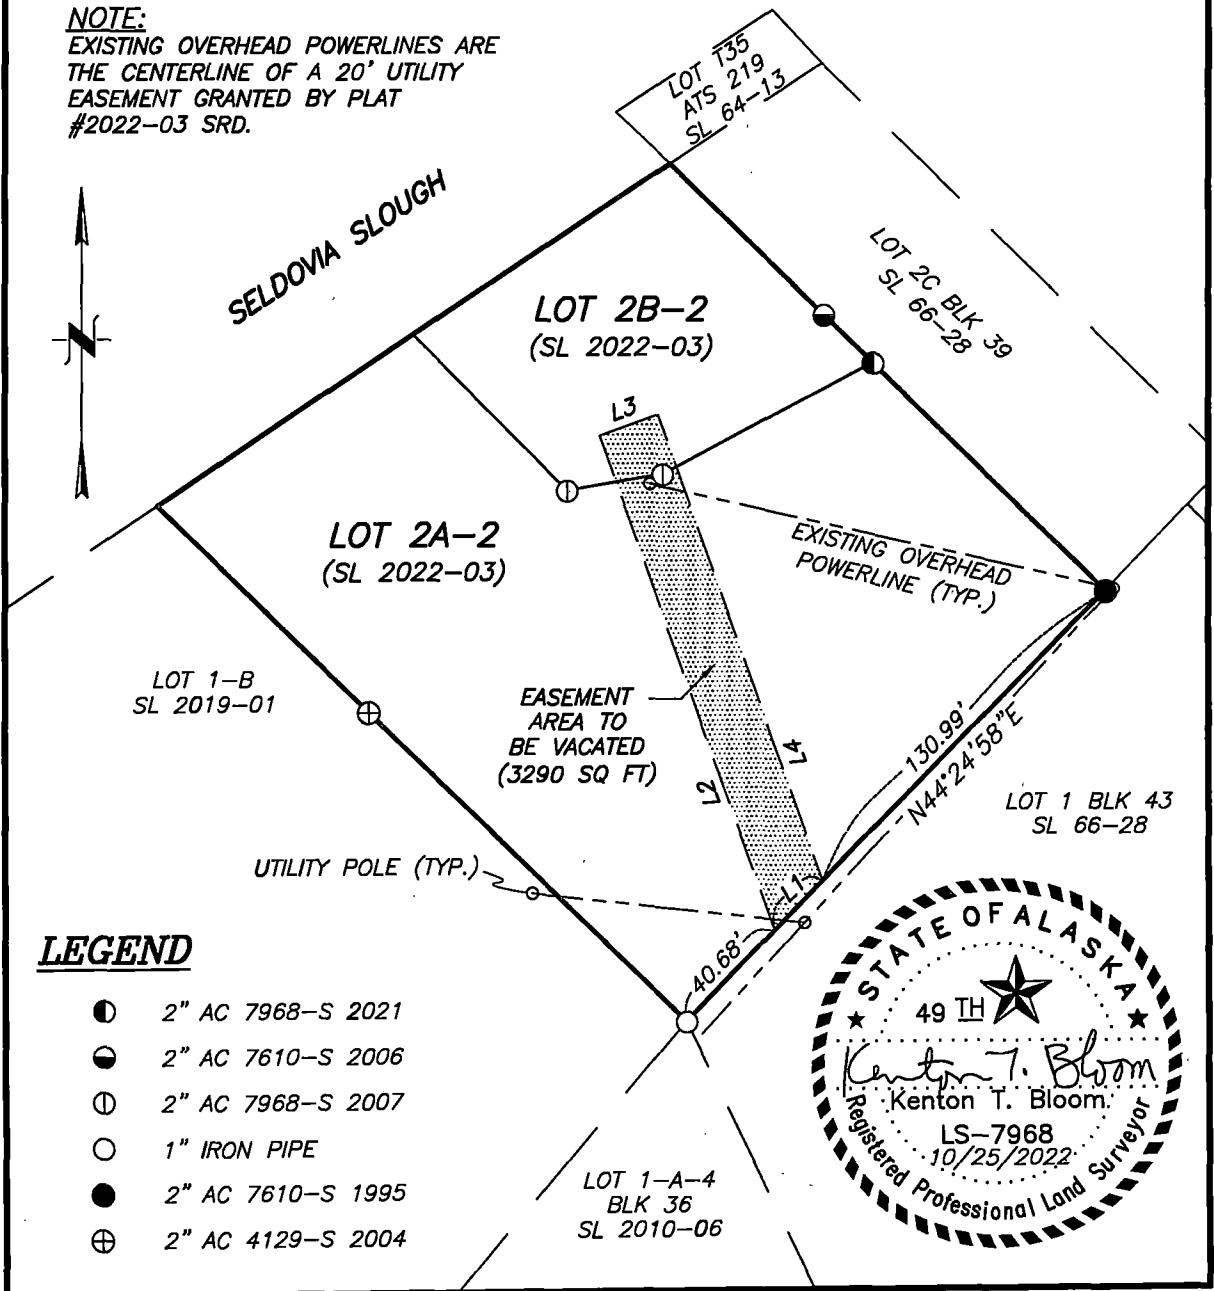 NOTE:
EXISTING OVERHEAD POWERLINES ARE
THE CENTERLINE OF A 20' UTILITY
EASEMENT GRANTED BY PLAT
#2022-03 SRD.
LOT T35
ATS 219
SL 64-13
SELDOVIA SLOUGH
N
LOT 2C BLK 39
SL 66-28
LOT 2B-2
(SL 2022-03)
L3
LOT 2A-2
(SL 2022-03)
EXISTING OVERHEAD
POWERLINE (TYP.)
LOT 1-B
SL 2019-01
EASEMENT
AREA TO
BE VACATED
(3290 SQ FT)
L2
L4
130.99'
N44°24'58"E
LOT 1 BLK 43
SL 66-28
UTILITY POLE (TYP.)
L1
40.68'
LEGEND
2" AC 7968-S 2021
2" AC 7610-S 2006
2" AC 7968-S 2007
1" IRON PIPE
2" AC 7610-S 1995
2" AC 4129-S 2004
LOT 1-A-4
BLK 36
SL 2010-06
STATE OF ALASKA
49 TH
Kenton T. Bloom
Kenton T. Bloom
LS-7968
10/25/2022
Registered Professional Land Surveyor